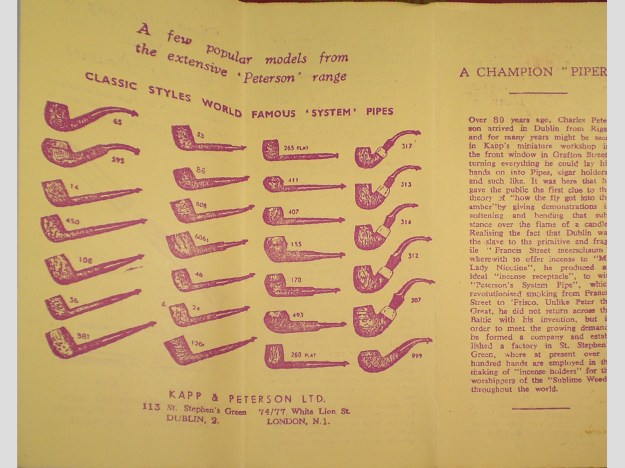 A few popular models from
the extensive 'Peterson' range
CLASSIC STYLES WORLD FAMOUS 'SYSTEM' PIPES
65
595
14
450
106
36
587
53
86
608
606s
46
24
126
265 FLAT
411
407
155
170
493
260 FLAT
317
313
314
312
307
999
KAPP & PETERSON LTD.
113 St. Stephen's Green 74/77 White Lion St.
DUBLIN, 2. LONDON, N.1.
A CHAMPION "PIPER
Over 89 years ago, Charles Pete-
son arrived in Dublin from Riga
and for many years might be seen
in Kapp's miniature workshop in
the front window in Grafton Street
turning everything he could lay his
hands on into Pipes, cigar holders
and such like. It was here that he
gave the public the first clue to the
theory of "how the fly got into the
amber" by giving demonstrations in
softening and bending that sub-
stance over the flame of a candle
Realising the fact that Dublin was
the slave to the primitive and frag-
ile "Francis Street meerschaum
wherewith to offer incense to "My
Lady Nicotine", he produced an
ideal "incense receptacle", to wit
"Peterson's System Pipe", which
revolutionised smoking from Francis
Street to 'Frisco. Unlike Peter the
Great, he did not return across the
Baltic with his invention, but in
order to meet the growing demand
he formed a company and estab-
lished a factory in St. Stephen
Green, where at present over
hundred hands are employed in the
making of "incense holders" for the
worshippers of the "Sublime Weed
throughout the world.